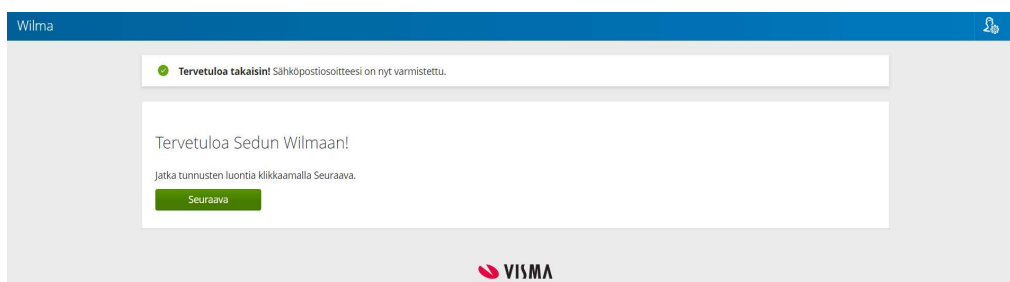 Wilma
Tervetuloa takaisin! Sähköpostiosoitteesi on nyt varmistettu.
Tervetuloa Sedun Wilmaan!
Jatka tunnusten luontia klikkaamalla Seuraava.
Seuraava
VISMA